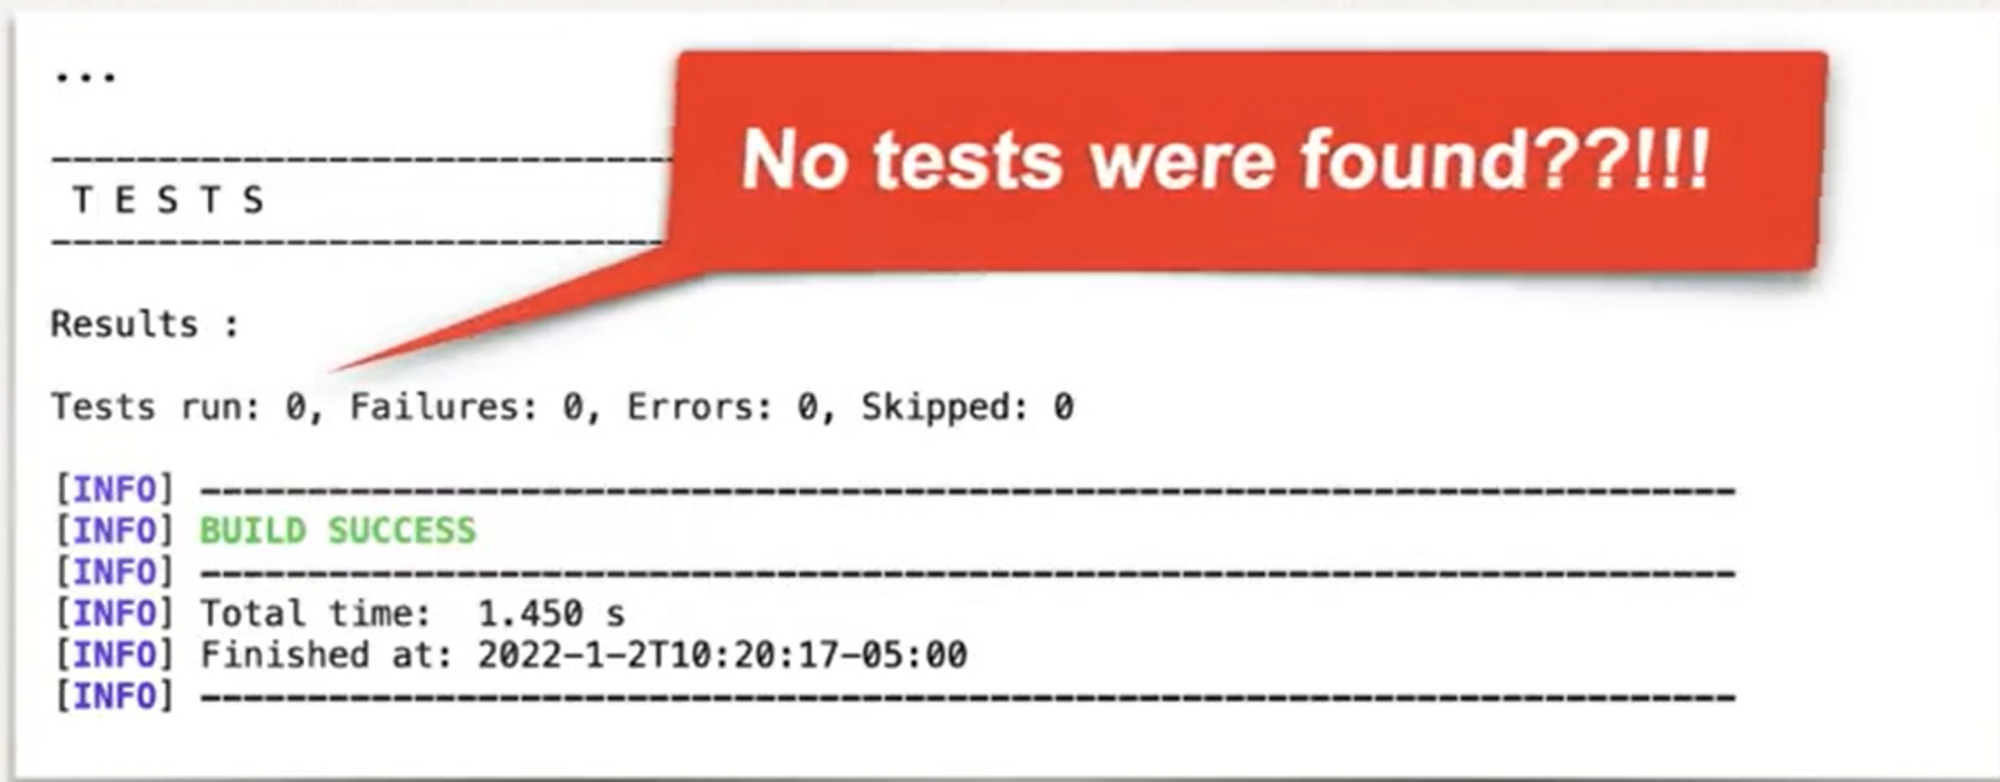 ...
No tests were found??!!!
--------------------------------
T E S T S
--------------------------------
Results :
Tests run: 0, Failures: 0, Errors: 0, Skipped: 0
[INFO] ------------------------------------------------------------------------
[INFO] BUILD SUCCESS
[INFO] ------------------------------------------------------------------------
[INFO] Total time:  1.450 s
[INFO] Finished at: 2022-1-2T10:20:17-05:00
[INFO] ------------------------------------------------------------------------